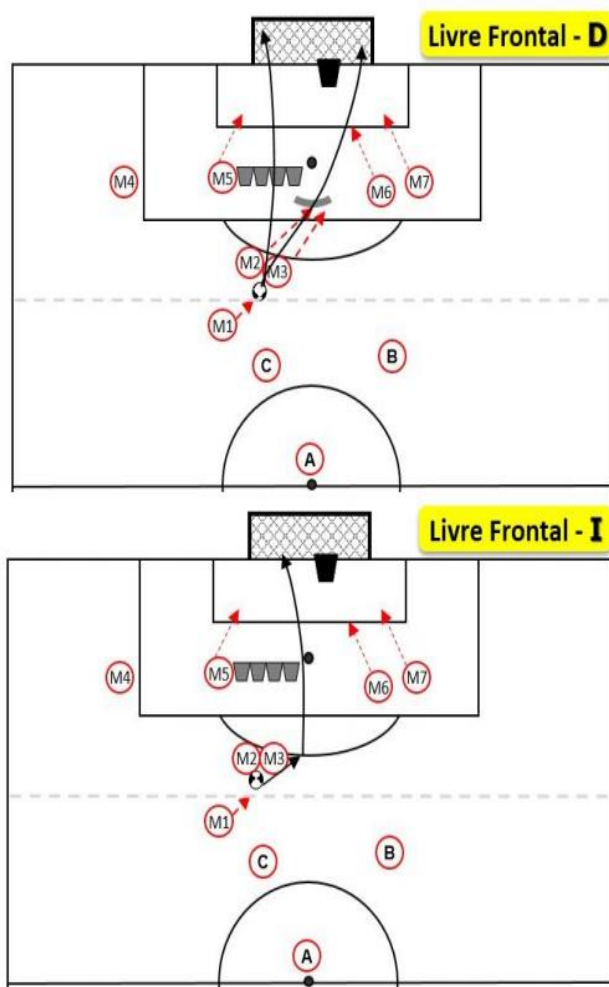 Livre Frontal - D
M4
M5
M6
M7
M2
M3
M1
C
B
A
Livre Frontal - I
M4
M5
M6
M7
M2
M3
M1
C
B
A